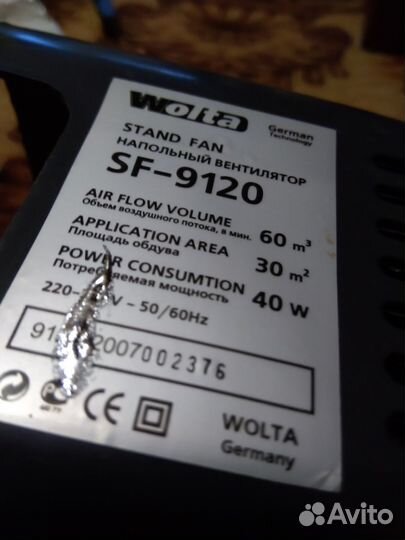 Wolta
German
Technology
STAND FAN
НАПОЛЬНЫЙ ВЕНТИЛЯТОР
SF-9120
AIR FLOW VOLUME
Объем воздушного потока, в мин. 60 m³
APPLICATION AREA
Площадь обдува 30 m²
POWER CONSUMTION
Потребляемая мощность 40 W
V - 50/60Hz
2007002376
CE
WOLTA
Germany
Avito